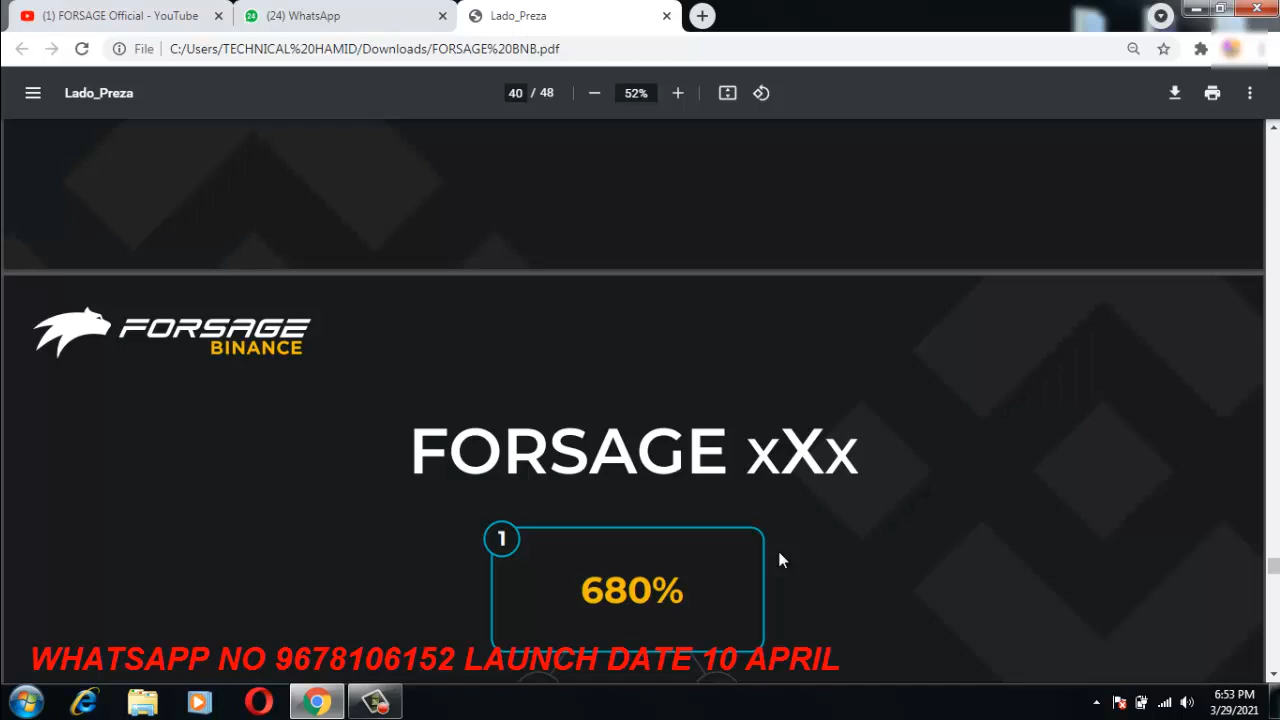 (1) FORSAGE Official - YouTube
(24) WhatsApp
Lado_Preza
File
C:/Users/TECHNICAL%20HAMID/Downloads/FORSAGE%20BNB.pdf
Lado_Preza
40 / 48
52%
FORSAGE
BINANCE
FORSAGE xXx
1
680%
WHATSAPP NO 9678106152 LAUNCH DATE 10 APRIL
6:53 PM
3/29/2021